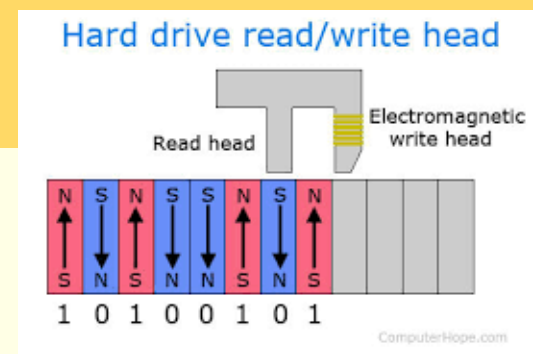 Hard drive read/write head
Electromagnetic
write head
Read head
N S N S S N S N
S N S N N S N S
1 0 1 0 0 1 0 1
ComputerHope.com